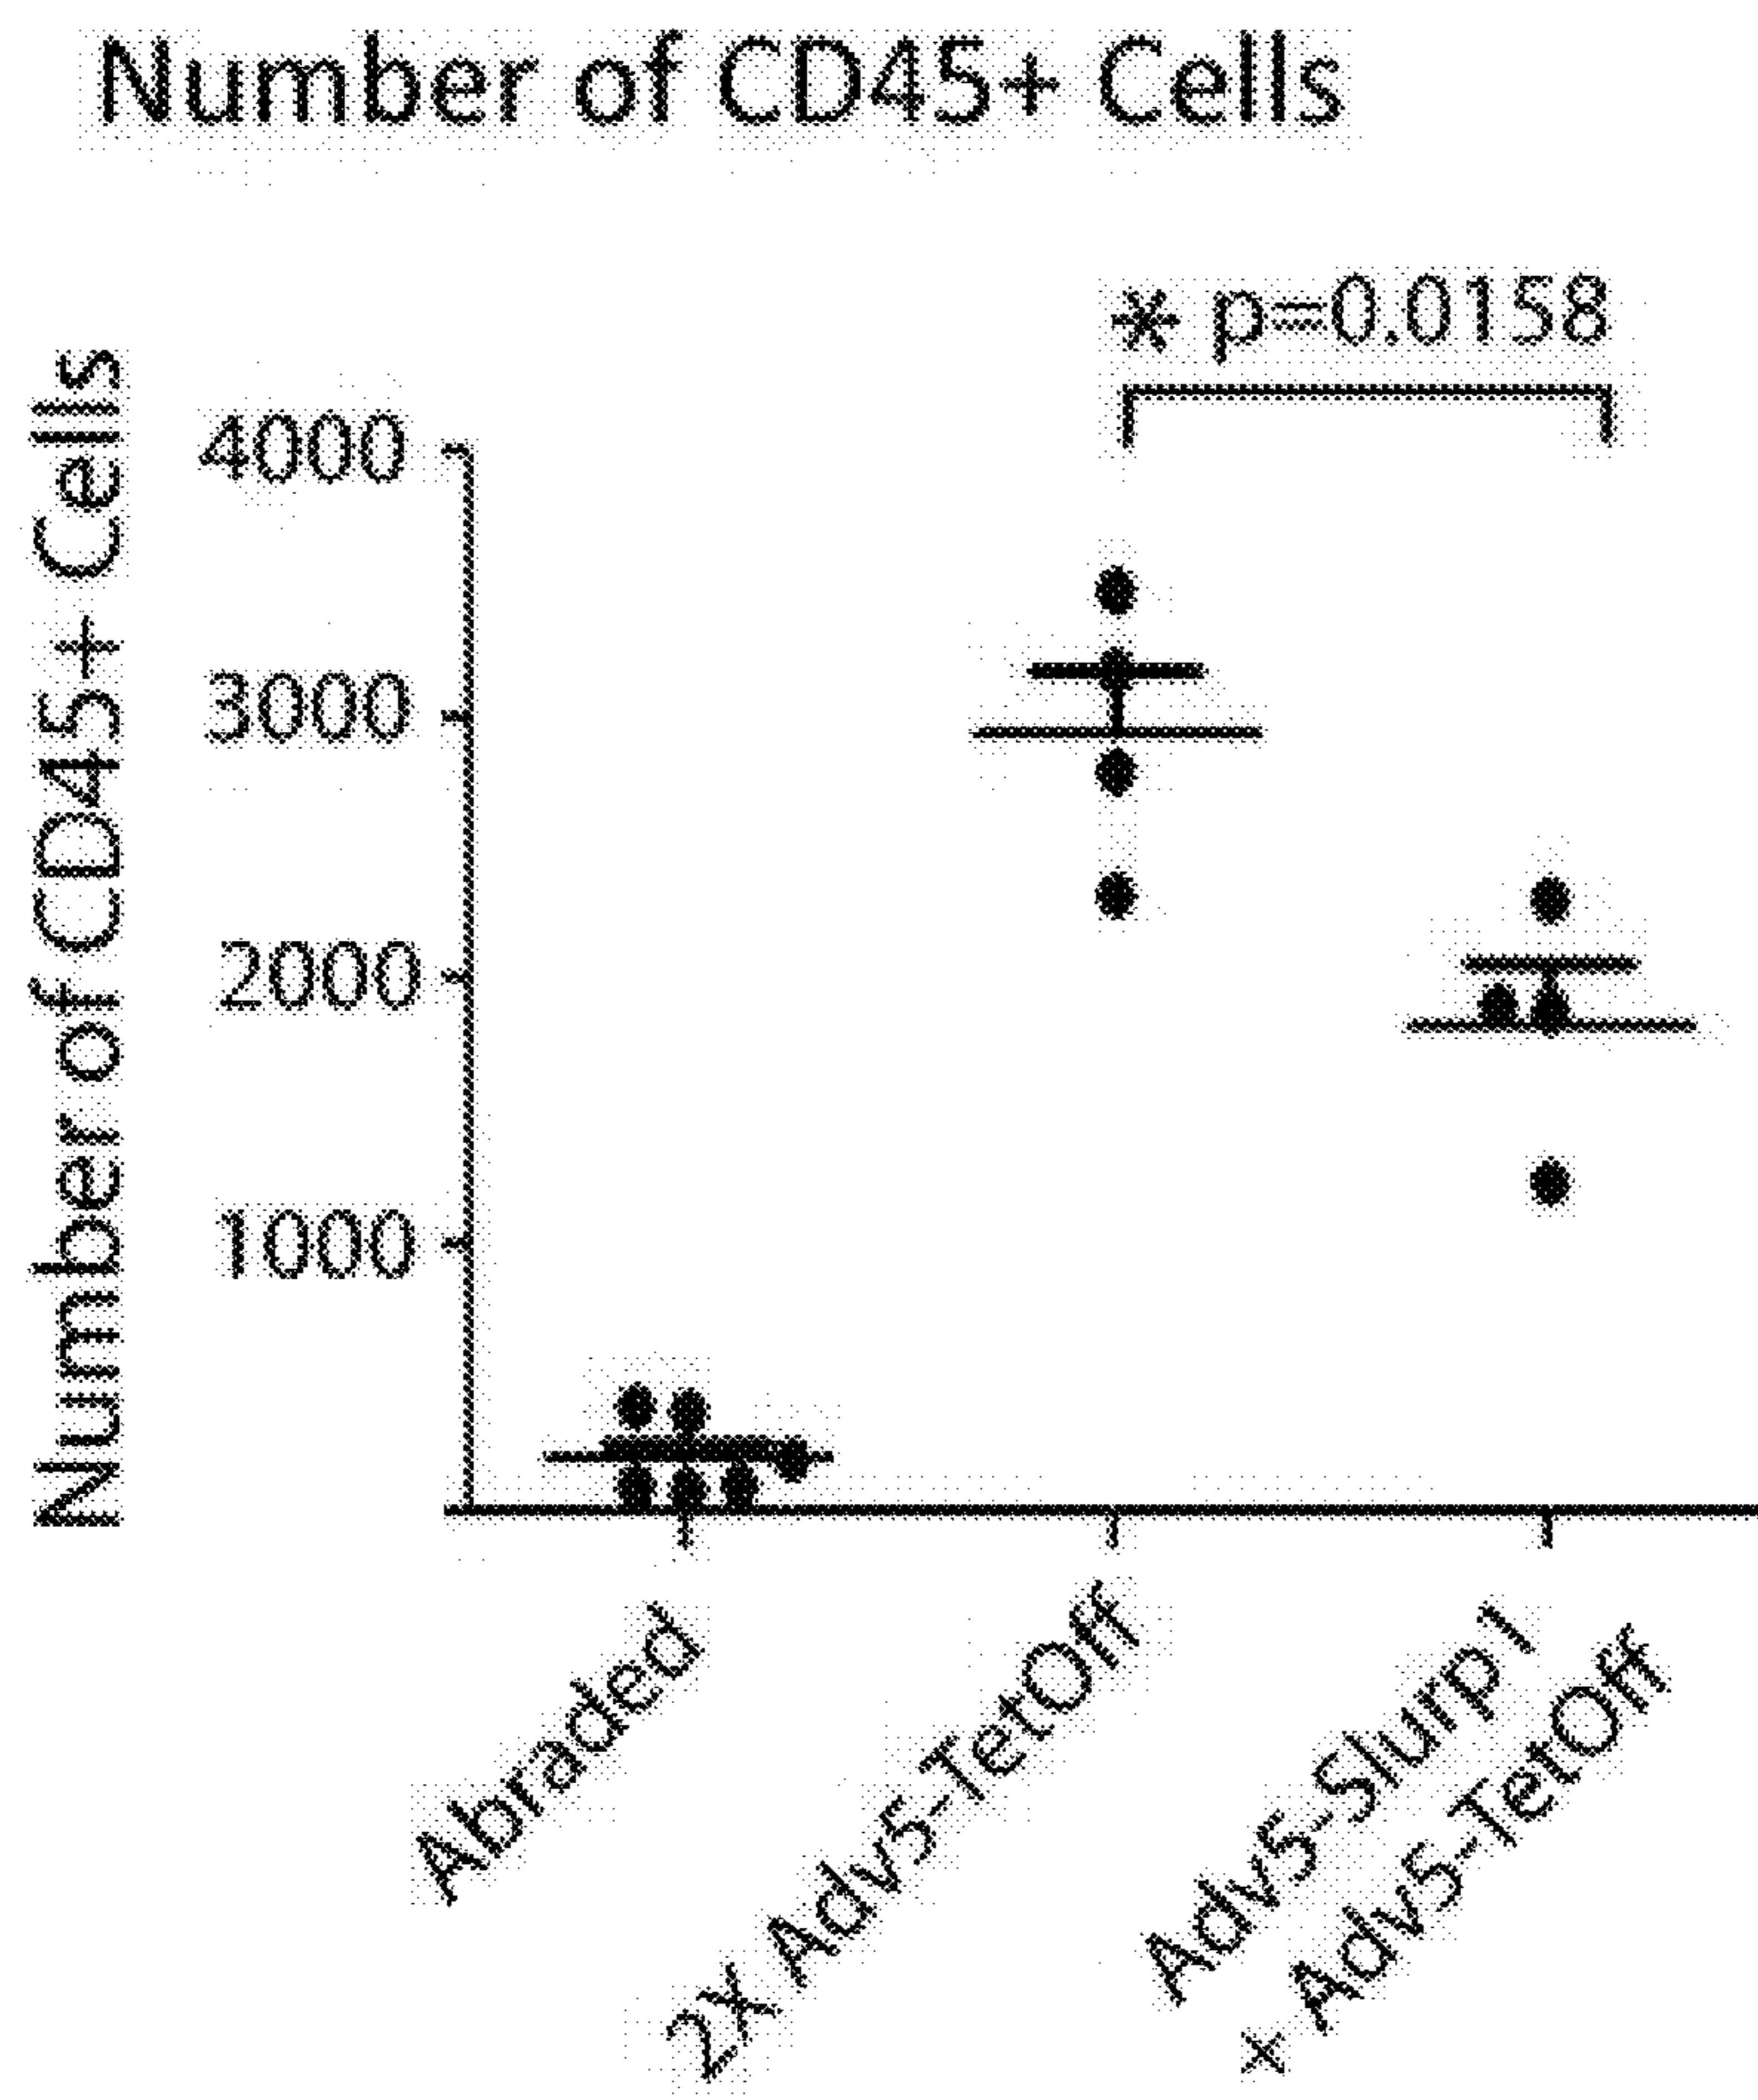 Number of CD45+ Cells
* p=0.0158
Number of CD45+ Cells
4000
3000
2000
1000
Abraded
2X Adv5-TetOff
Adv5-Slurp1
+ Adv5-TetOff